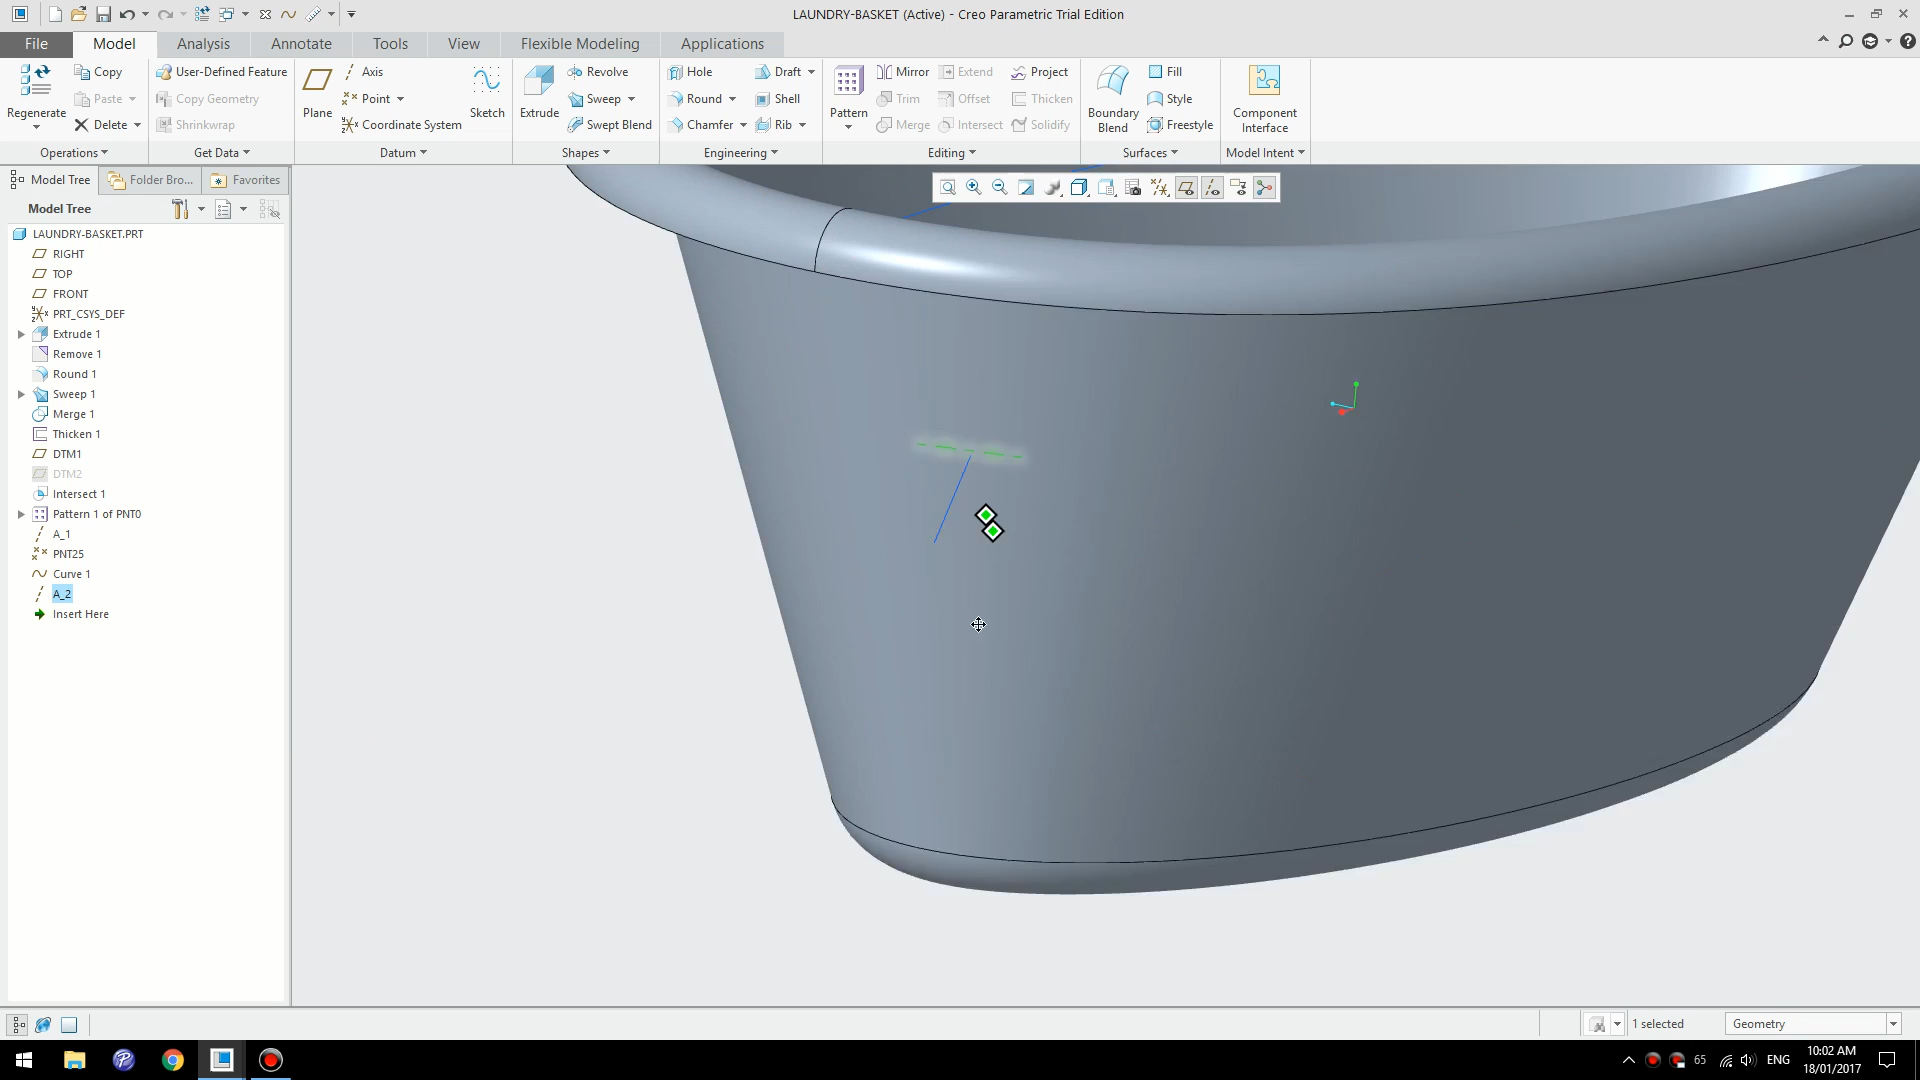 LAUNDRY-BASKET (Active) - Creo Parametric Trial Edition
File Model Analysis Annotate Tools View Flexible Modeling Applications
Regenerate
Copy
Paste
Delete
Operations
User-Defined Feature
Copy Geometry
Shrinkwrap
Get Data
Plane
Axis
Point
Coordinate System
Sketch
Datum
Extrude
Revolve
Sweep
Swept Blend
Shapes
Hole
Round
Chamfer
Draft
Shell
Rib
Engineering
Pattern
Mirror
Trim
Merge
Extend
Offset
Intersect
Project
Thicken
Solidify
Editing
Boundary
Blend
Fill
Style
Freestyle
Surfaces
Component
Interface
Model Intent
Model Tree Folder Bro... Favorites
Model Tree
LAUNDRY-BASKET.PRT
RIGHT
TOP
FRONT
PRT_CSYS_DEF
Extrude 1
Remove 1
Round 1
Sweep 1
Merge 1
Thicken 1
DTM1
DTM2
Intersect 1
Pattern 1 of PNT0
A_1
PNT25
Curve 1
A_2
Insert Here
1 selected
Geometry
65
ENG
10:02 AM
18/01/2017